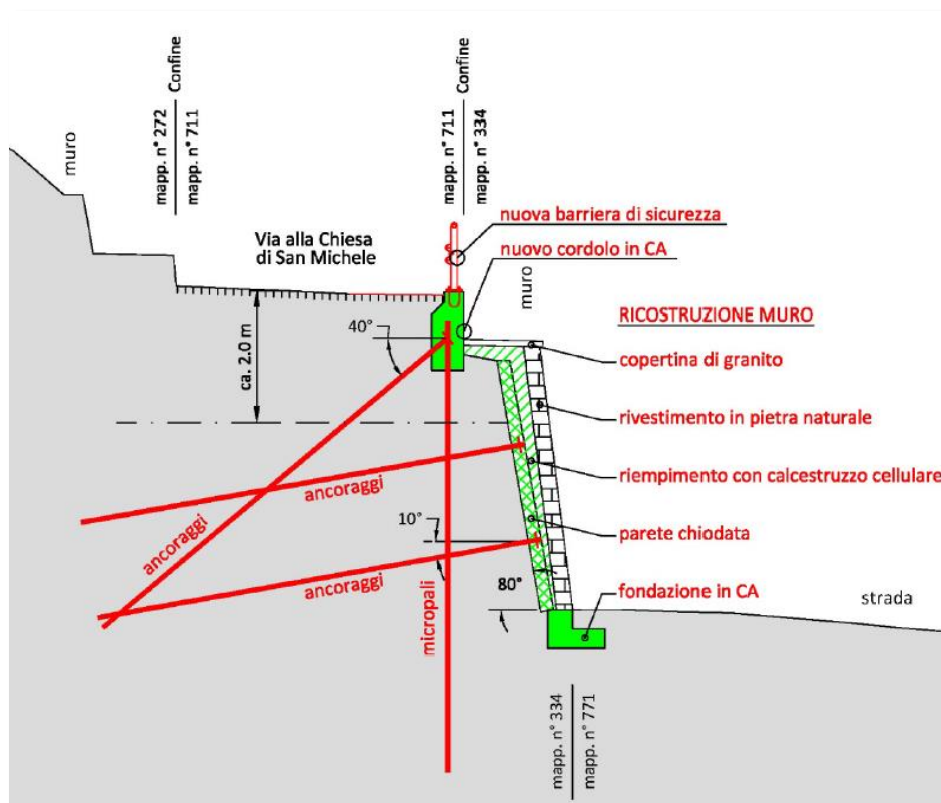 muro
mapp. n° 272
Confine
mapp. n° 711
mapp. n° 711
Confine
mapp. n° 334
nuova barriera di sicurezza
Via alla Chiesa
di San Michele
nuovo cordolo in CA
muro
RICOSTRUZIONE MURO
40°
ca. 2.0 m
copertina di granito
rivestimento in pietra naturale
riempimento con calcestruzzo cellulare
ancoraggi
ancoraggi
10°
parete chiodata
ancoraggi
micropali
80°
fondazione in CA
strada
mapp. n° 334
mapp. n° 771